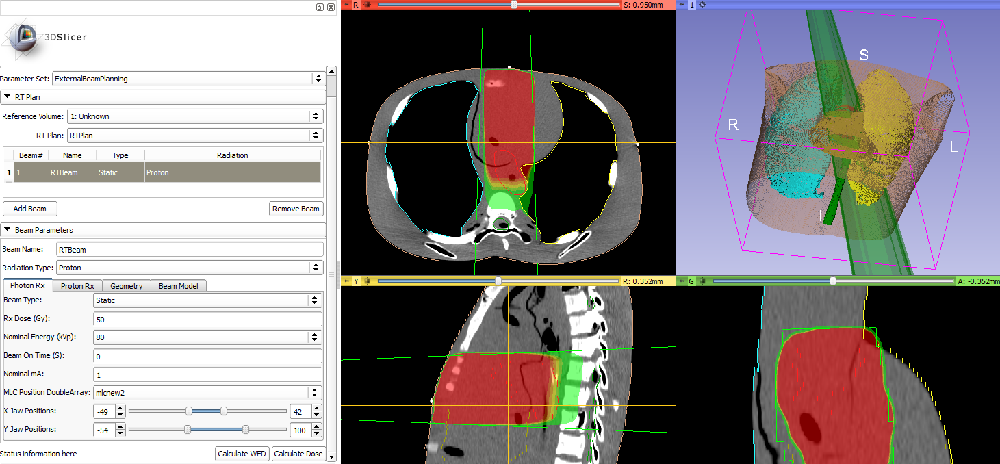 3DSlicer
Parameter Set: ExternalBeamPlanning
RT Plan
Reference Volume: 1: Unknown
RT Plan: RTPlan
Beam# Name Type Radiation
1 1 RTBeam Static Proton
Add Beam Remove Beam
Beam Parameters
Beam Name: RTBeam
Radiation Type: Proton
Photon Rx Proton Rx Geometry Beam Model
Beam Type: Static
Rx Dose (Gy): 50
Nominal Energy (kVp): 80
Beam On Time (S): 0
Nominal mA: 1
MLC Position DoubleArray: mlcnew2
X Jaw Positions: -49 42
Y Jaw Positions: -54 100
Status information here Calculate WED Calculate Dose
R S: 0.950mm
1
S
R
L
I
Y R: 0.352mm
G A: -0.352mm